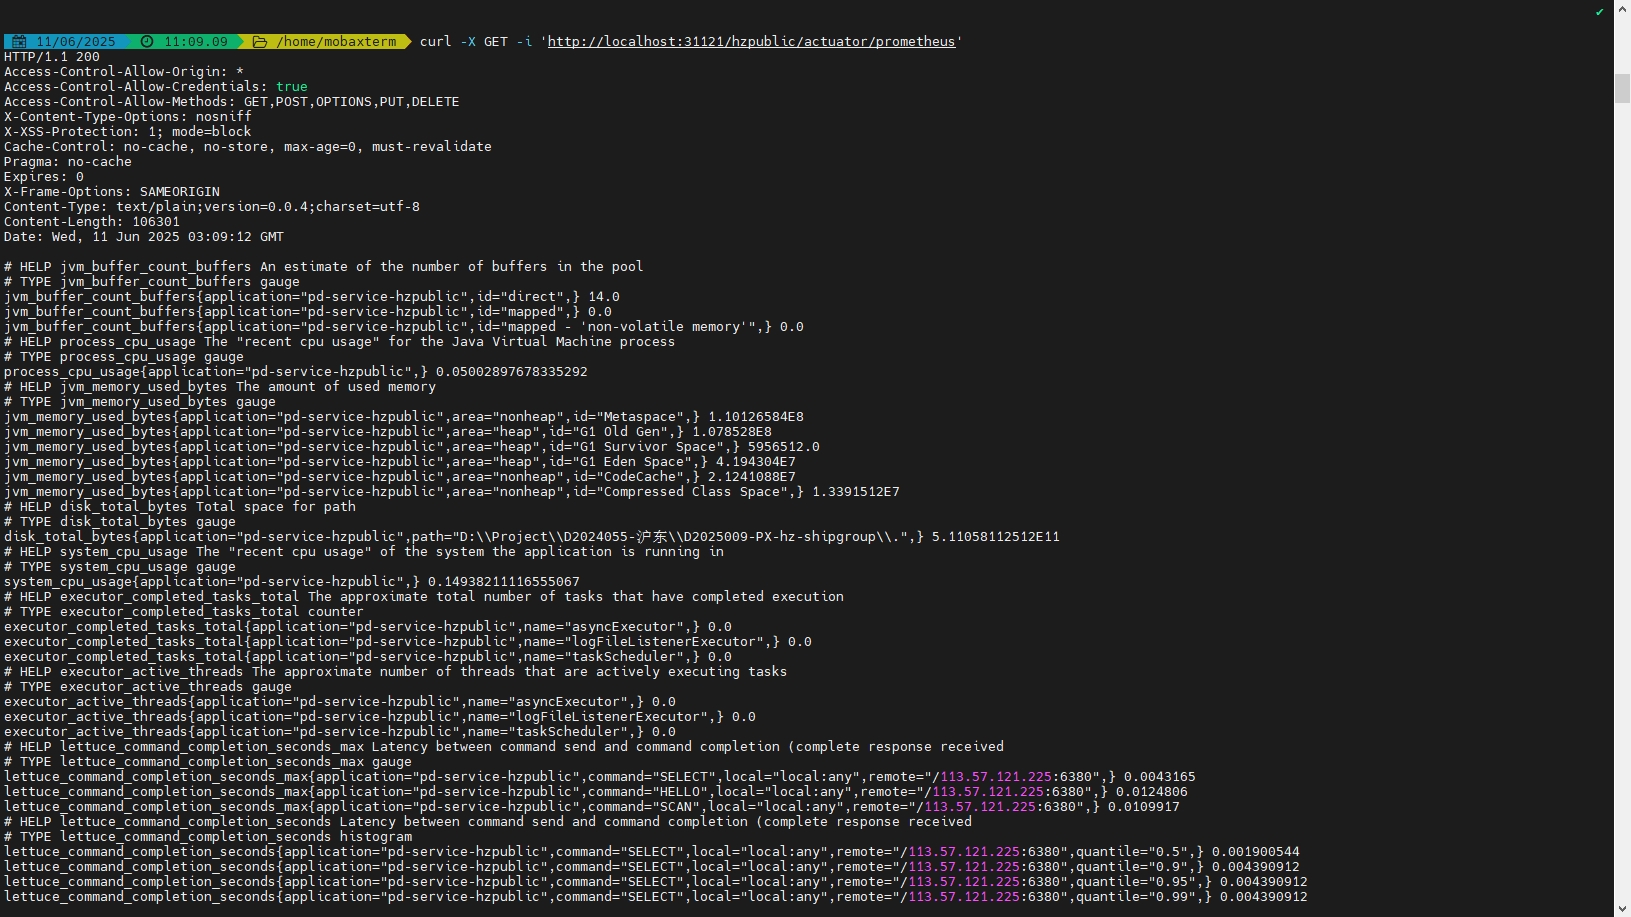 11/06/2025 11:09.09 /home/mobaxterm curl -X GET -i 'http://localhost:31121/hzpublic/actuator/prometheus'
HTTP/1.1 200
Access-Control-Allow-Origin: *
Access-Control-Allow-Credentials: true
Access-Control-Allow-Methods: GET,POST,OPTIONS,PUT,DELETE
X-Content-Type-Options: nosniff
X-XSS-Protection: 1; mode=block
Cache-Control: no-cache, no-store, max-age=0, must-revalidate
Pragma: no-cache
Expires: 0
X-Frame-Options: SAMEORIGIN
Content-Type: text/plain;version=0.0.4;charset=utf-8
Content-Length: 106301
Date: Wed, 11 Jun 2025 03:09:12 GMT
# HELP jvm_buffer_count_buffers An estimate of the number of buffers in the pool
# TYPE jvm_buffer_count_buffers gauge
jvm_buffer_count_buffers{application="pd-service-hzpublic",id="direct",} 14.0
jvm_buffer_count_buffers{application="pd-service-hzpublic",id="mapped",} 0.0
jvm_buffer_count_buffers{application="pd-service-hzpublic",id="mapped - 'non-volatile memory'",} 0.0
# HELP process_cpu_usage The "recent cpu usage" for the Java Virtual Machine process
# TYPE process_cpu_usage gauge
process_cpu_usage{application="pd-service-hzpublic",} 0.05002897678335292
# HELP jvm_memory_used_bytes The amount of used memory
# TYPE jvm_memory_used_bytes gauge
jvm_memory_used_bytes{application="pd-service-hzpublic",area="nonheap",id="Metaspace",} 1.10126584E8
jvm_memory_used_bytes{application="pd-service-hzpublic",area="heap",id="G1 Old Gen",} 1.078528E8
jvm_memory_used_bytes{application="pd-service-hzpublic",area="heap",id="G1 Survivor Space",} 5956512.0
jvm_memory_used_bytes{application="pd-service-hzpublic",area="heap",id="G1 Eden Space",} 4.194304E7
jvm_memory_used_bytes{application="pd-service-hzpublic",area="nonheap",id="CodeCache",} 2.1241088E7
jvm_memory_used_bytes{application="pd-service-hzpublic",area="nonheap",id="Compressed Class Space",} 1.3391512E7
# HELP disk_total_bytes Total space for path
# TYPE disk_total_bytes gauge
disk_total_bytes{application="pd-service-hzpublic",path="D:\\Project\\D2024055-沪东\\D2025009-PX-hz-shipgroup\\.",} 5.11058112512E11
# HELP system_cpu_usage The "recent cpu usage" of the system the application is running in
# TYPE system_cpu_usage gauge
system_cpu_usage{application="pd-service-hzpublic",} 0.14938211116555067
# HELP executor_completed_tasks_total The approximate total number of tasks that have completed execution
# TYPE executor_completed_tasks_total counter
executor_completed_tasks_total{application="pd-service-hzpublic",name="asyncExecutor",} 0.0
executor_completed_tasks_total{application="pd-service-hzpublic",name="logFileListenerExecutor",} 0.0
executor_completed_tasks_total{application="pd-service-hzpublic",name="taskScheduler",} 0.0
# HELP executor_active_threads The approximate number of threads that are actively executing tasks
# TYPE executor_active_threads gauge
executor_active_threads{application="pd-service-hzpublic",name="asyncExecutor",} 0.0
executor_active_threads{application="pd-service-hzpublic",name="logFileListenerExecutor",} 0.0
executor_active_threads{application="pd-service-hzpublic",name="taskScheduler",} 0.0
# HELP lettuce_command_completion_seconds_max Latency between command send and command completion (complete response received
# TYPE lettuce_command_completion_seconds_max gauge
lettuce_command_completion_seconds_max{application="pd-service-hzpublic",command="SELECT",local="local:any",remote="/113.57.121.225:6380",} 0.0043165
lettuce_command_completion_seconds_max{application="pd-service-hzpublic",command="HELLO",local="local:any",remote="/113.57.121.225:6380",} 0.0124806
lettuce_command_completion_seconds_max{application="pd-service-hzpublic",command="SCAN",local="local:any",remote="/113.57.121.225:6380",} 0.0109917
# HELP lettuce_command_completion_seconds Latency between command send and command completion (complete response received
# TYPE lettuce_command_completion_seconds histogram
lettuce_command_completion_seconds{application="pd-service-hzpublic",command="SELECT",local="local:any",remote="/113.57.121.225:6380",quantile="0.5",} 0.001900544
lettuce_command_completion_seconds{application="pd-service-hzpublic",command="SELECT",local="local:any",remote="/113.57.121.225:6380",quantile="0.9",} 0.004390912
lettuce_command_completion_seconds{application="pd-service-hzpublic",command="SELECT",local="local:any",remote="/113.57.121.225:6380",quantile="0.95",} 0.004390912
lettuce_command_completion_seconds{application="pd-service-hzpublic",command="SELECT",local="local:any",remote="/113.57.121.225:6380",quantile="0.99",} 0.004390912